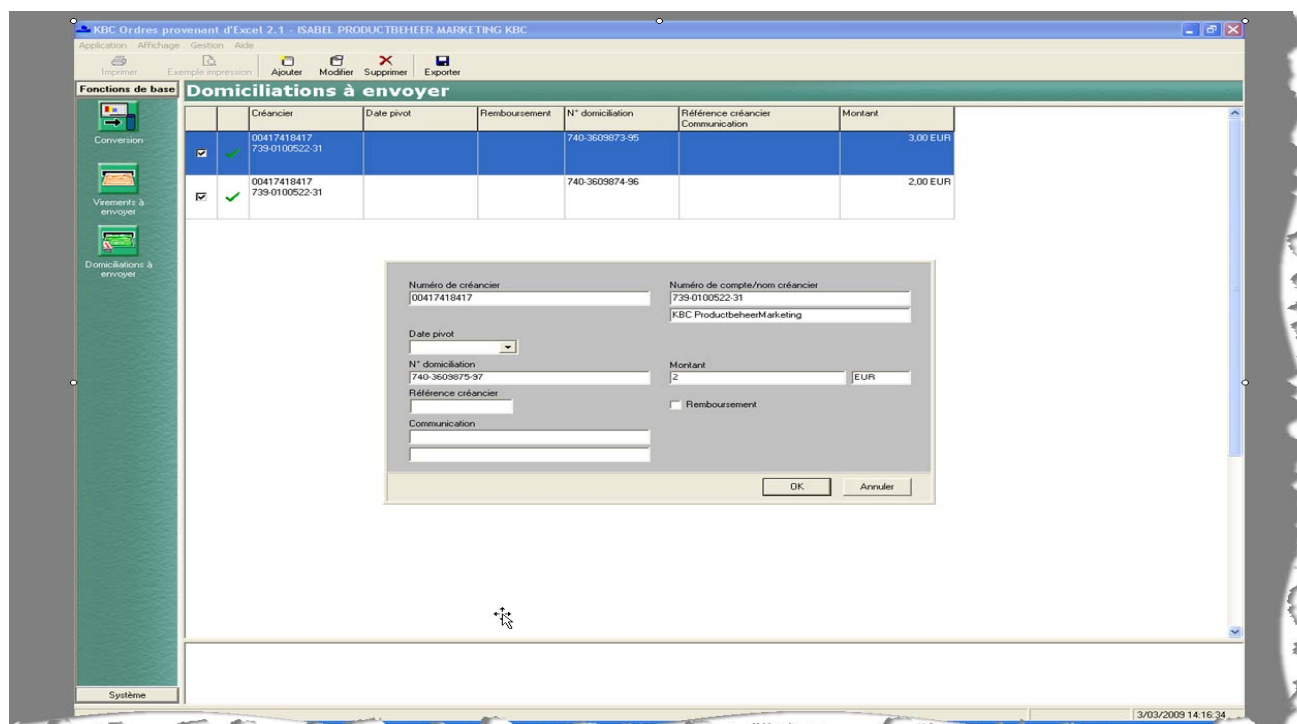 KBC Ordres provenant d'Excel 2.1 - ISABEL PRODUCTBEHEER MARKETING KBC
Application Affichage Gestion Aide
Imprimer Exemple impression Ajouter Modifier Supprimer Exporter
Fonctions de base Domiciliations à envoyer
Créancier Date pivot Remboursement N° domiciliation Référence créancier Montant
Communication
Conversion
00417418417 740-3609873-95 3,00 EUR
739-0100522-31
00417418417 740-3609874-96 2,00 EUR
739-0100522-31
Virements à
envoyer
Domiciliations à
envoyer
Numéro de créancier Numéro de compte/nom créancier
00417418417 739-0100522-31
KBC ProductbeheerMarketing
Date pivot
N° domiciliation Montant
740-3609875-97 2 EUR
Référence créancier
Remboursement
Communication
OK Annuler
Système
3/03/2009 14:16:34